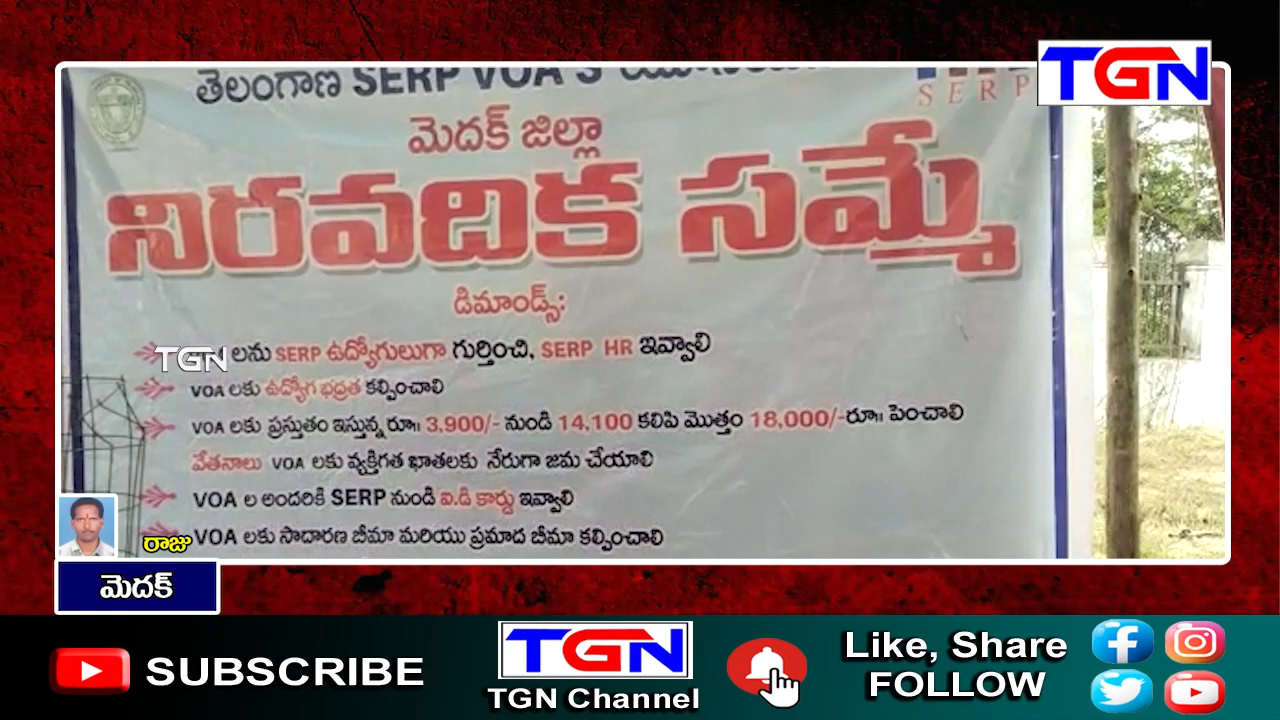 తెలంగాణ SERP VOA'S
SERP
TGN
మెదక్ జిల్లా
నిరవదిక సమ్మే
డిమాండ్స్:
TGN లను SERP ఉద్యోగులుగా గుర్తించి, SERP HR ఇవ్వాలి
VOA లకు ఉద్యోగ భద్రత కల్పించాలి
VOA లకు ప్రస్తుతం ఇస్తున్న రూ॥ 3,900/- నుండి 14,100 కలిపి మొత్తం 18,000/-రూ॥ పెంచాలి
వేతనాలు VOA లకు వ్యక్తిగత ఖాతలకు నేరుగా జమ చేయాలి
VOA ల అందరికి SERP నుండి ఐ.డి కార్డు ఇవ్వాలి
VOA లకు సాదారణ బీమా మరియు ప్రమాద బీమా కల్పించాలి
రాజు
మెదక్
SUBSCRIBE
TGN
TGN Channel
Like, Share
FOLLOW